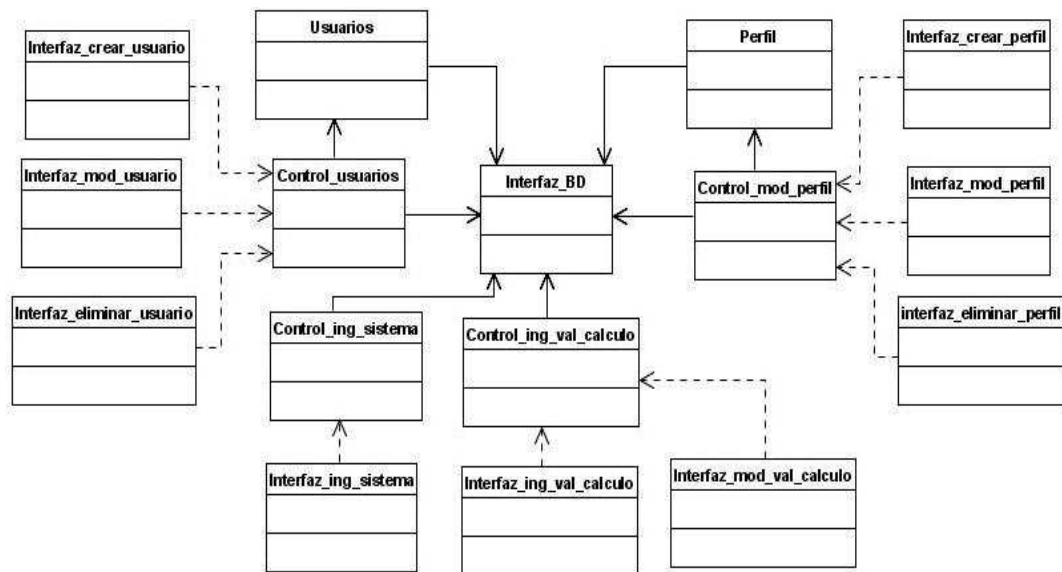 Usuarios
Perfil
Interfaz_crear_usuario
Interfaz_crear_perfil
Interfaz_mod_usuario
Control_usuarios
Interfaz_BD
Control_mod_perfil
Interfaz_mod_perfil
Interfaz_eliminar_usuario
Control_ing_sistema
Control_ing_val_calculo
interfaz_eliminar_perfil
Interfaz_ing_sistema
Interfaz_ing_val_calculo
Interfaz_mod_val_calculo